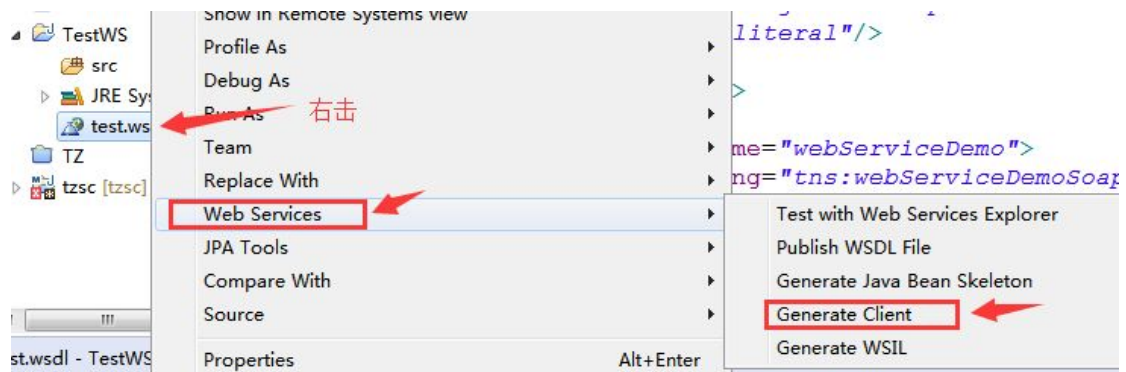 Show in Remote Systems view
TestWS
literal"/>
Profile As
src
Debug As
>
JRE Sys
Run As
右击
test.ws
Team
me="webServiceDemo">
TZ
Replace With
ng="tns:webServiceDemoSoap
tzsc [tzsc]
Web Services
Test with Web Services Explorer
JPA Tools
Publish WSDL File
Compare With
Generate Java Bean Skeleton
Source
Generate Client
Generate WSIL
st.wsdl - TestWS
Properties
Alt+Enter